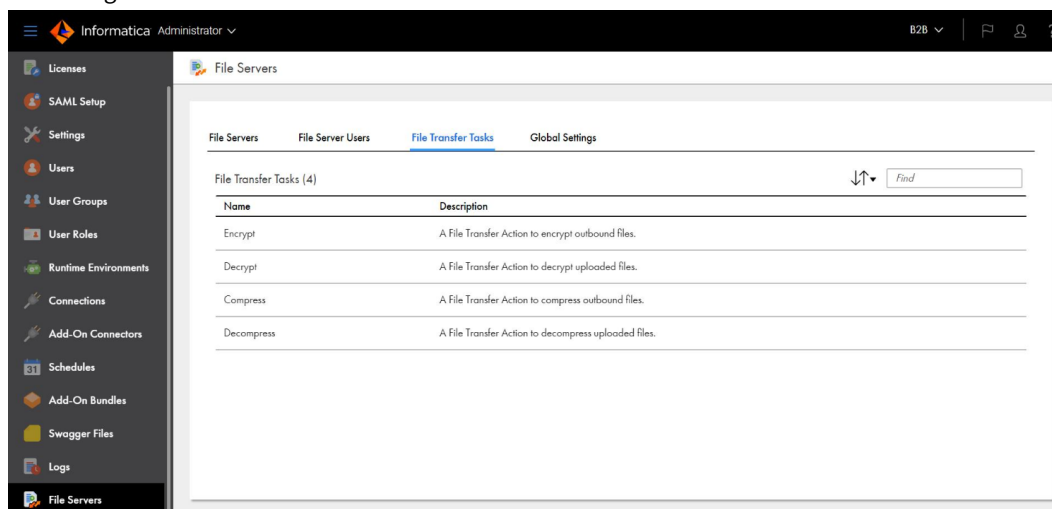 Informatica Administrator
B2B
Licenses
File Servers
SAML Setup
Settings
File Servers File Server Users File Transfer Tasks Global Settings
Users
File Transfer Tasks (4) Find
User Groups
Name Description
User Roles
Encrypt A File Transfer Action to encrypt outbound files.
Runtime Environments
Decrypt A File Transfer Action to decrypt uploaded files.
Connections
Compress A File Transfer Action to compress outbound files.
Add-On Connectors
Decompress A File Transfer Action to decompress uploaded files.
31 Schedules
Add-On Bundles
Swagger Files
Logs
File Servers